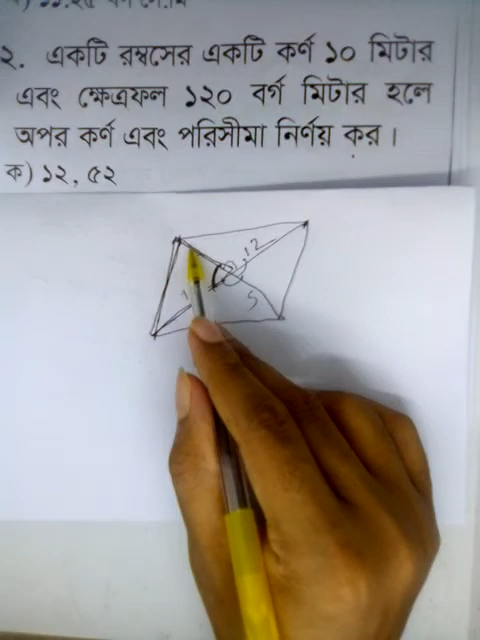 ২. একটি রম্বসের একটি কর্ণ ১০ মিটার
এবং ক্ষেত্রফল ১২০ বর্গ মিটার হলে
অপর কর্ণ এবং পরিসীমা নির্ণয় কর।
ক) ১২, ৫২
12
5